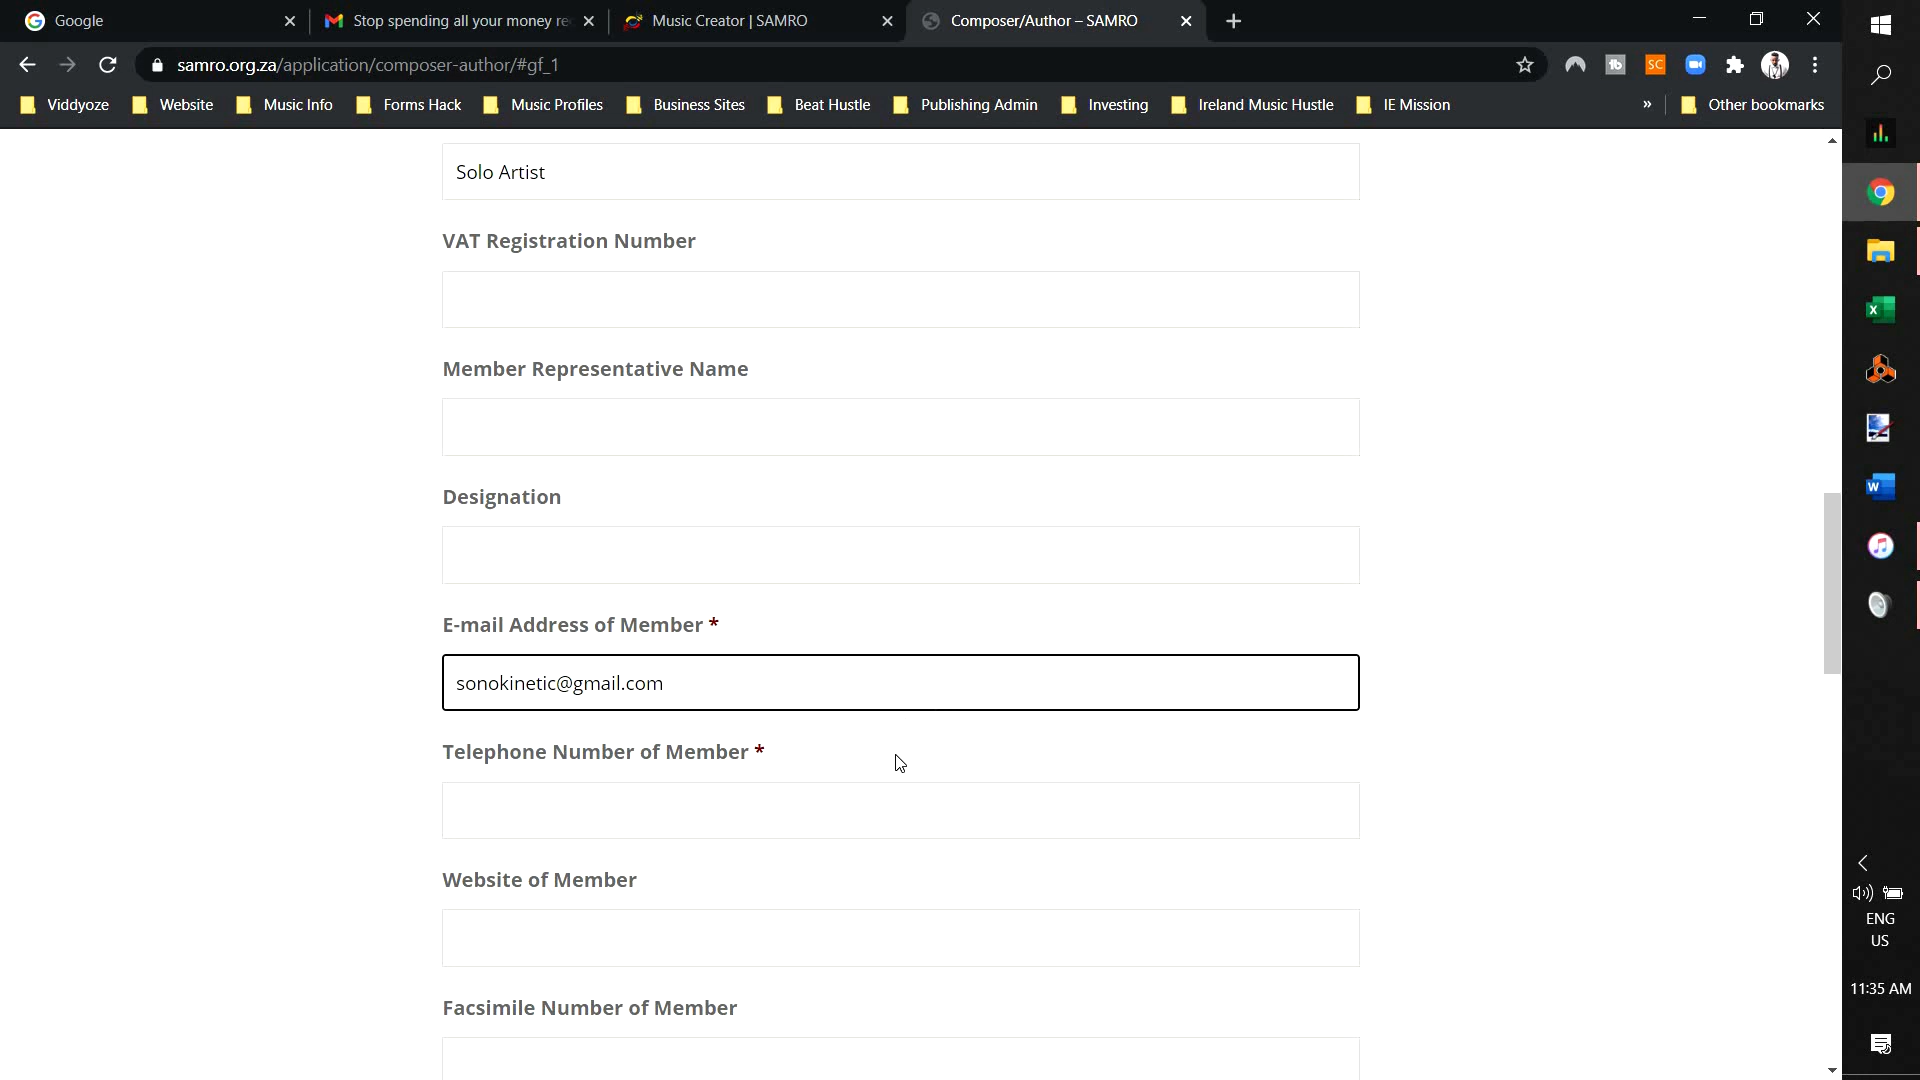 Google
Stop spending all your money re
Music Creator | SAMRO
Composer/Author – SAMRO
samro.org.za/application/composer-author/#gf_1
SC
Viddyoze
Website
Music Info
Forms Hack
Music Profiles
Business Sites
Beat Hustle
Publishing Admin
Investing
Ireland Music Hustle
IE Mission
»
Other bookmarks
Solo Artist
VAT Registration Number
Member Representative Name
Designation
E-mail Address of Member *
sonokinetic@gmail.com
Telephone Number of Member *
Website of Member
Facsimile Number of Member
ENG
US
11:35 AM